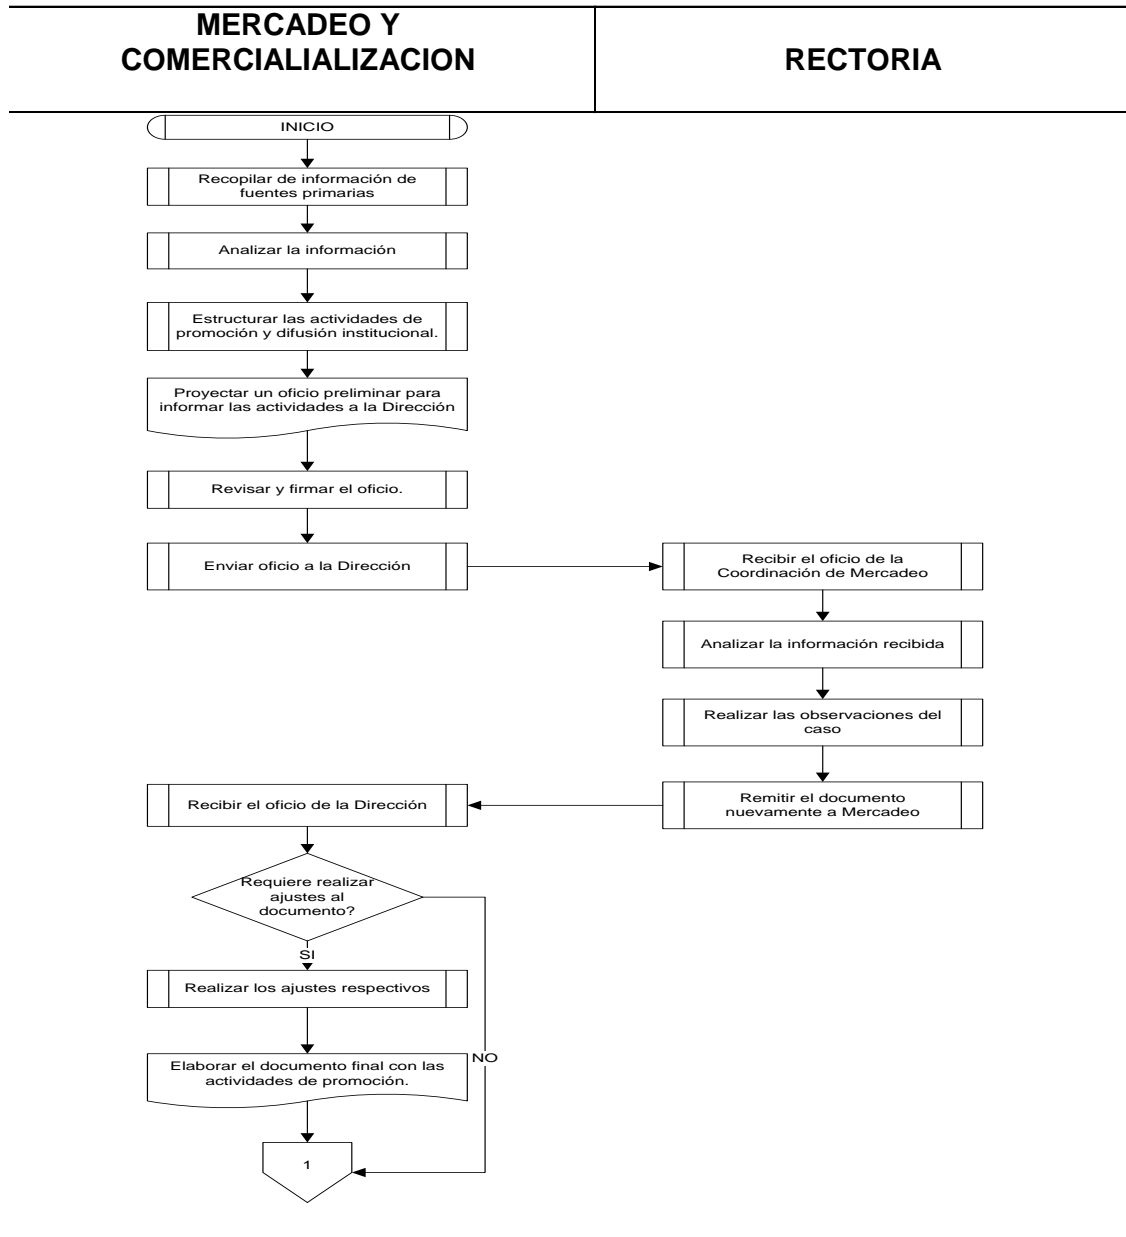 MERCADEO Y
COMERCIALIALIZACION
RECTORIA
INICIO
Recopilar de información de
fuentes primarias
Analizar la información
Estructurar las actividades de
promoción y difusión institucional.
Proyectar un oficio preliminar para
informar las actividades a la Dirección
Revisar y firmar el oficio.
Enviar oficio a la Dirección
Recibir el oficio de la
Coordinación de Mercadeo
Analizar la información recibida
Realizar las observaciones del
caso
Remitir el documento
nuevamente a Mercadeo
Recibir el oficio de la Dirección
Requiere realizar
ajustes al
documento?
SI
Realizar los ajustes respectivos
NO
Elaborar el documento final con las
actividades de promoción.
1